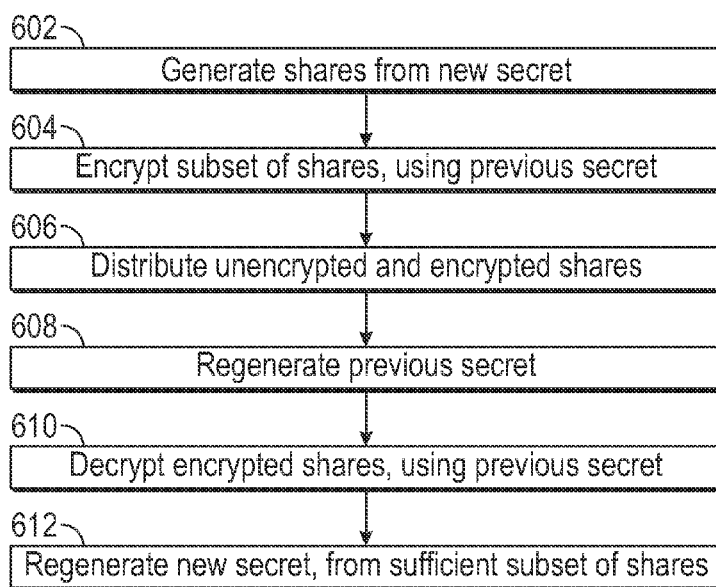 602
Generate shares from new secret
604
Encrypt subset of shares, using previous secret
606
Distribute unencrypted and encrypted shares
608
Regenerate previous secret
610
Decrypt encrypted shares, using previous secret
612
Regenerate new secret, from sufficient subset of shares